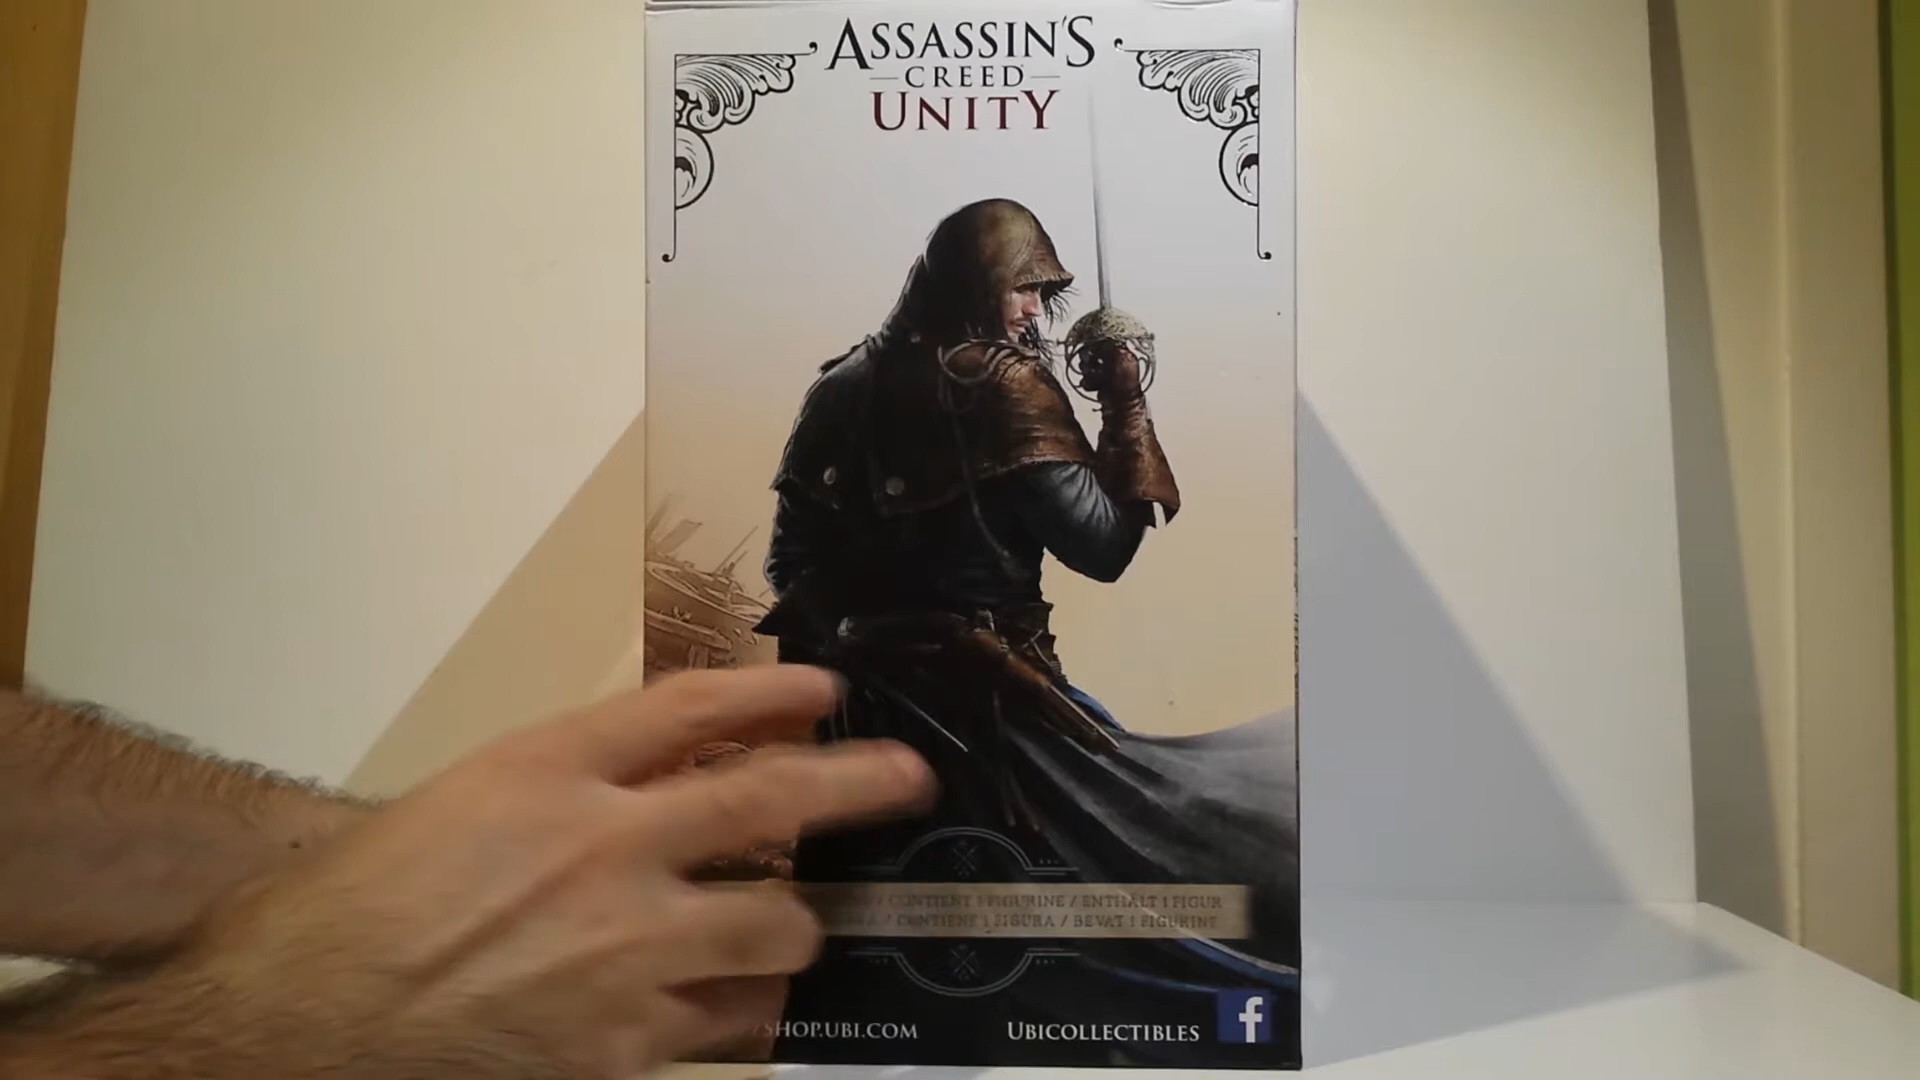 ASSASSIN'S
CREED
UNITY
/ CONTIENT 1 FIGURINE / ENTHÄLT 1 FIGUR
/ CONTIENE 1 FIGURA / BEVAT 1 FIGURINE
SHOP.UBI.COM
UBICOLLECTIBLES
f